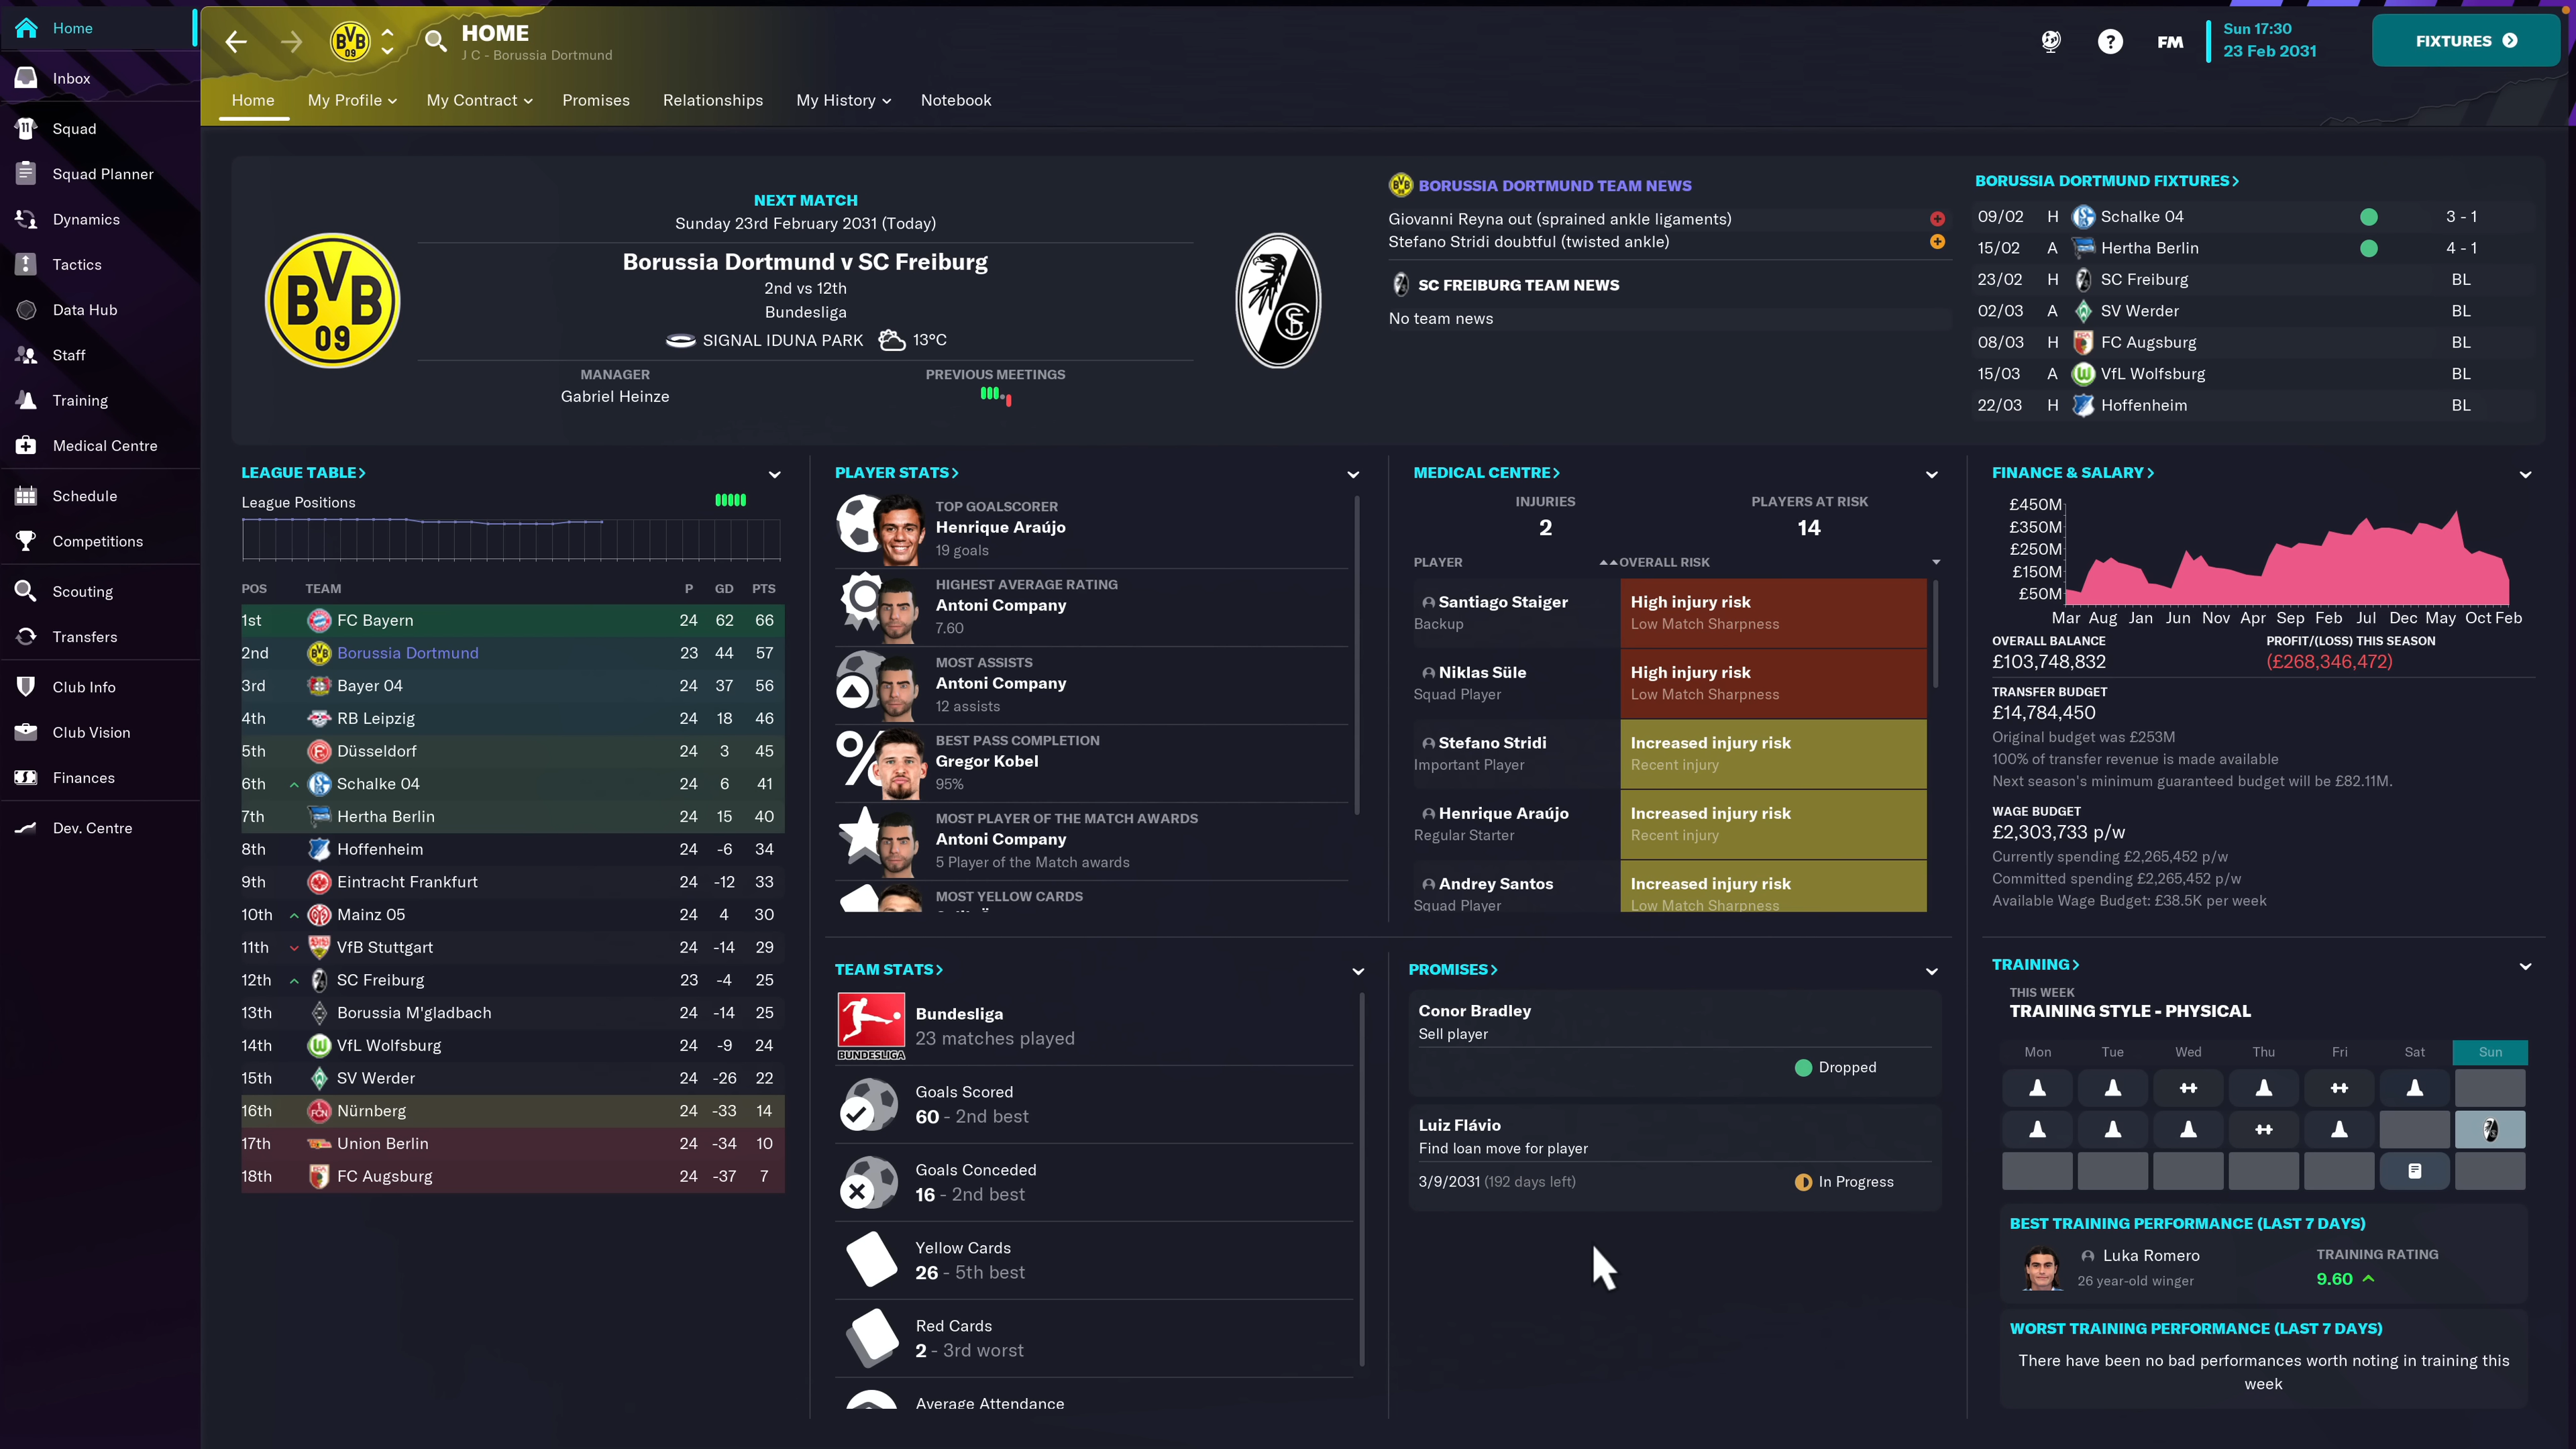 Home
Inbox
Squad
Squad Planner
Dynamics
Tactics
Data Hub
Staff
Training
Medical Centre
Schedule
Competitions
Scouting
Transfers
Club Info
Club Vision
Finances
Dev. Centre
HOME
J C - Borussia Dortmund
FM
Sun 17:30
23 Feb 2031
FIXTURES
Home My Profile My Contract Promises Relationships My History Notebook
NEXT MATCH
Sunday 23rd February 2031 (Today)
Borussia Dortmund v SC Freiburg
2nd vs 12th
Bundesliga
SIGNAL IDUNA PARK 13°C
MANAGER PREVIOUS MEETINGS
Gabriel Heinze
BVB
09
BORUSSIA DORTMUND TEAM NEWS
Giovanni Reyna out (sprained ankle ligaments)
Stefano Stridi doubtful (twisted ankle)
SC FREIBURG TEAM NEWS
No team news
BORUSSIA DORTMUND FIXTURES
09/02 H Schalke 04 3 - 1
15/02 A Hertha Berlin 4 - 1
23/02 H SC Freiburg BL
02/03 A SV Werder BL
08/03 H FC Augsburg BL
15/03 A VfL Wolfsburg BL
22/03 H Hoffenheim BL
LEAGUE TABLE
League Positions
POS TEAM P GD PTS
1st FC Bayern 24 62 66
2nd Borussia Dortmund 23 44 57
3rd Bayer 04 24 37 56
4th RB Leipzig 24 18 46
5th Düsseldorf 24 3 45
6th Schalke 04 24 6 41
7th Hertha Berlin 24 15 40
8th Hoffenheim 24 -6 34
9th Eintracht Frankfurt 24 -12 33
10th Mainz 05 24 4 30
11th VfB Stuttgart 24 -14 29
12th SC Freiburg 23 -4 25
13th Borussia M'gladbach 24 -14 25
14th VfL Wolfsburg 24 -9 24
15th SV Werder 24 -26 22
16th Nürnberg 24 -33 14
17th Union Berlin 24 -34 10
18th FC Augsburg 24 -37 7
PLAYER STATS
TOP GOALSCORER
Henrique Araújo
19 goals
HIGHEST AVERAGE RATING
Antoni Company
7.60
MOST ASSISTS
Antoni Company
12 assists
BEST PASS COMPLETION
Gregor Kobel
95%
MOST PLAYER OF THE MATCH AWARDS
Antoni Company
5 Player of the Match awards
MOST YELLOW CARDS
TEAM STATS
BUNDESLIGA
Bundesliga
23 matches played
Goals Scored
60 - 2nd best
Goals Conceded
16 - 2nd best
Yellow Cards
26 - 5th best
Red Cards
2 - 3rd worst
Average Attendance
MEDICAL CENTRE
INJURIES PLAYERS AT RISK
2 14
PLAYER OVERALL RISK
Santiago Staiger High injury risk
Backup Low Match Sharpness
Niklas Süle High injury risk
Squad Player Low Match Sharpness
Stefano Stridi Increased injury risk
Important Player Recent injury
Henrique Araújo Increased injury risk
Regular Starter Recent injury
Andrey Santos Increased injury risk
Squad Player Low Match Sharpness
PROMISES
Conor Bradley
Sell player
Dropped
Luiz Flávio
Find loan move for player
3/9/2031 (192 days left) In Progress
FINANCE & SALARY
£450M
£350M
£250M
£150M
£50M
Mar Aug Jan Jun Nov Apr Sep Feb Jul Dec May Oct Feb
OVERALL BALANCE PROFIT/(LOSS) THIS SEASON
£103,748,832 (£268,346,472)
TRANSFER BUDGET
£14,784,450
Original budget was £253M
100% of transfer revenue is made available
Next season's minimum guaranteed budget will be £82.11M.
WAGE BUDGET
£2,303,733 p/w
Currently spending £2,265,452 p/w
Committed spending £2,265,452 p/w
Available Wage Budget: £38.5K per week
TRAINING
THIS WEEK
TRAINING STYLE - PHYSICAL
Mon Tue Wed Thu Fri Sat Sun
BEST TRAINING PERFORMANCE (LAST 7 DAYS)
Luka Romero TRAINING RATING
26 year-old winger 9.60
WORST TRAINING PERFORMANCE (LAST 7 DAYS)
There have been no bad performances worth noting in training this
week